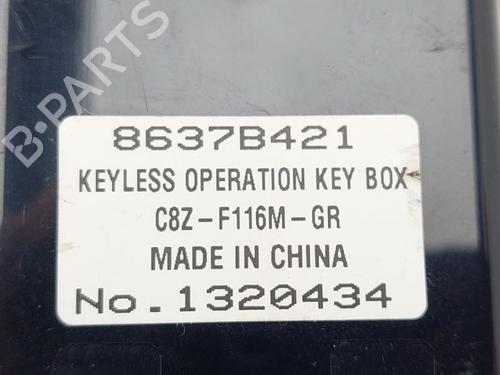 B-PARTS
8637B421
KEYLESS OPERATION KEY BOX
C8Z-F116M-GR
MADE IN CHINA
No.1320434